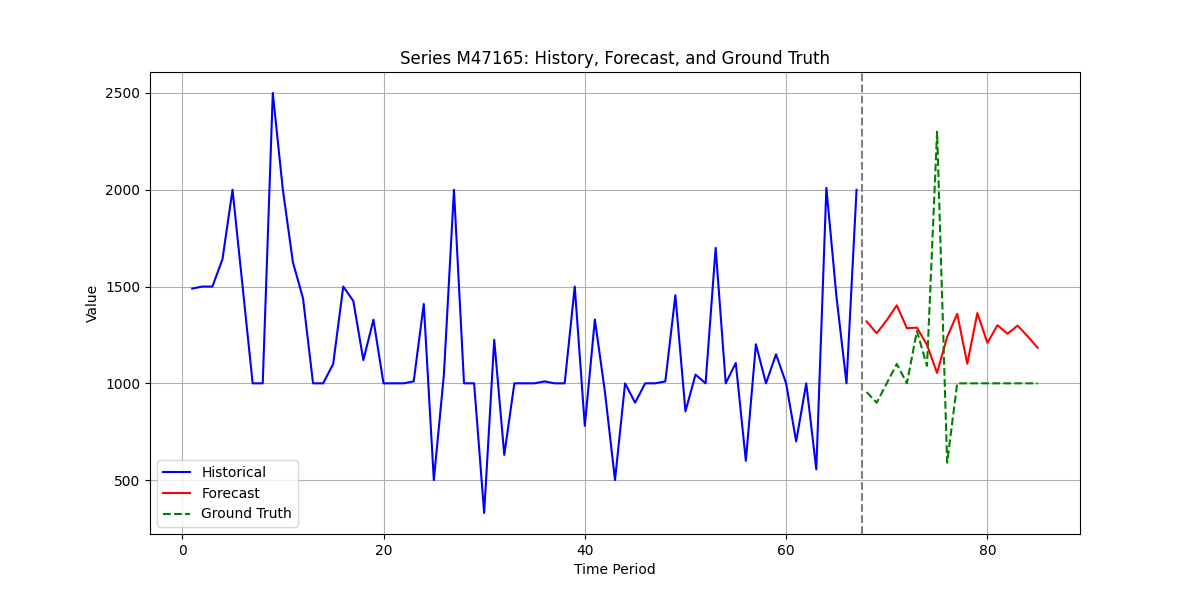 Series M47165: History, Forecast, and Ground Truth
2500
2000
1500
1000
500
Value
Historical
Forecast
Ground Truth
0
20
40
60
80
Time Period